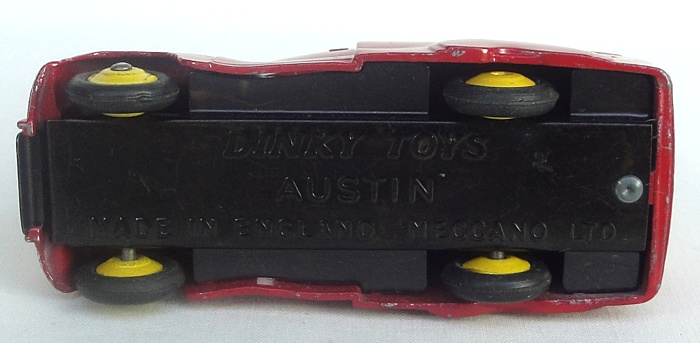 DINKY TOYS
AUSTIN
MADE IN ENGLAND MECCANO LTD